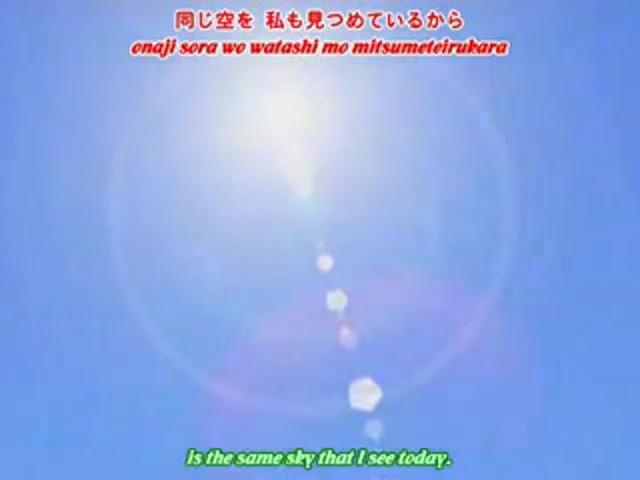 同じ空を 私も見つめているから
onaji sora wo watashi mo mitsumeteirukara
Is the same sky that I see today.